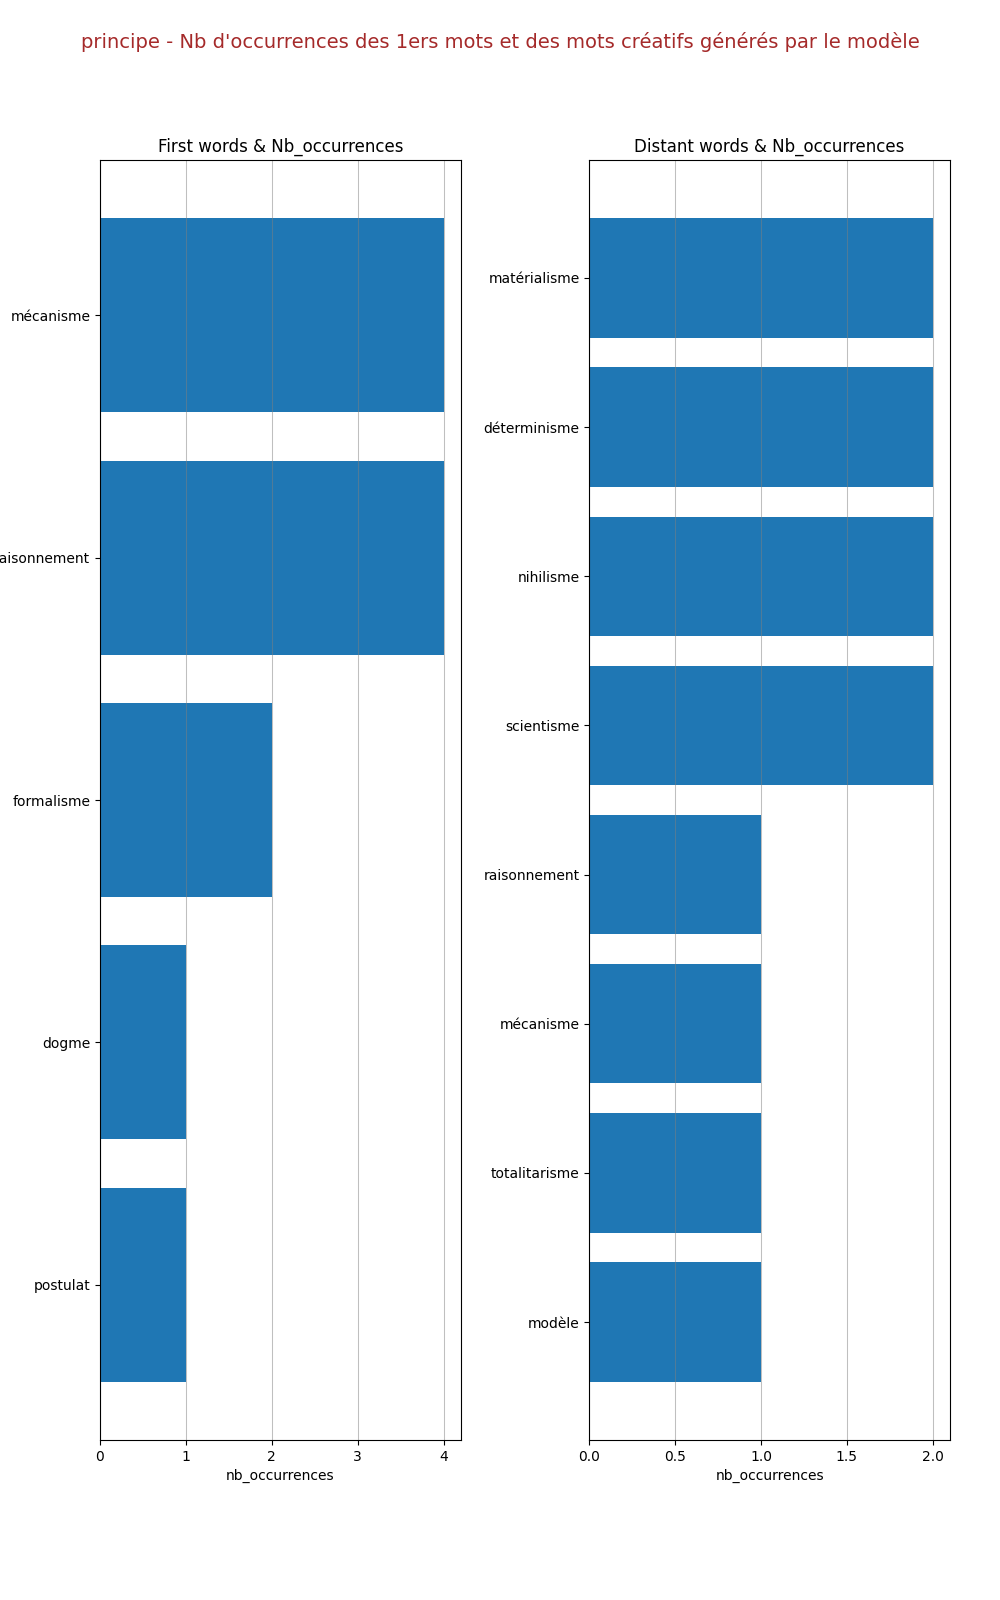 principe - Nb d'occurrences des 1ers mots et des mots créatifs générés par le modèle
First words & Nb_occurrences
mécanisme
aisonnement
formalisme
dogme
postulat
0 1 2 3 4
nb_occurrences
Distant words & Nb_occurrences
matérialisme
déterminisme
nihilisme
scientisme
raisonnement
mécanisme
totalitarisme
modèle
0.0 0.5 1.0 1.5 2.0
nb_occurrences